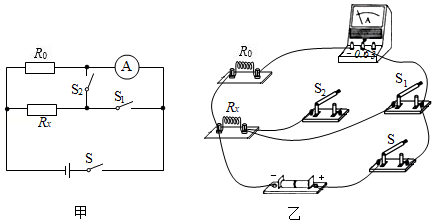 R₀
A
S₂
S₁
Rₓ
S
甲
A
- 0.6 3
R₀
S₂
S₁
Rₓ
S
- +
乙